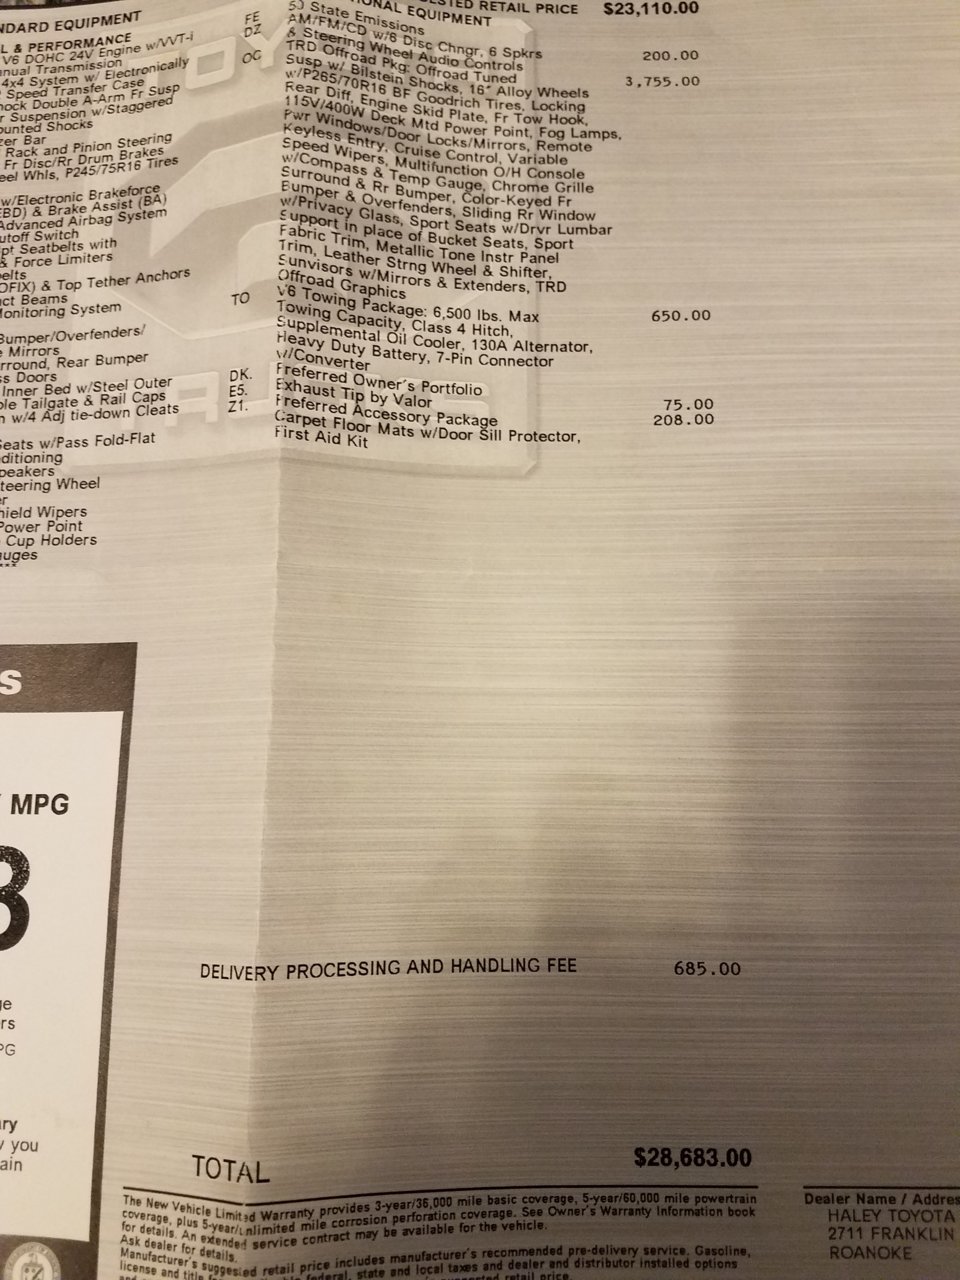 NDARD EQUIPMENT
L & PERFORMANCE
V6 DOHC 24V Engine w/VVT-i
nual Transmission
4x4 System w/ Electronically
Speed Transfer Case
ock Double A-Arm Fr Susp
r Suspension w/Staggered
ounted Shocks
zer Bar
Rack and Pinion Steering
Fr Disc/Rr Drum Brakes
eel Whls, P245/75R16 Tires
w/Electronic Brakeforce
EBD) & Brake Assist (BA)
Advanced Airbag System
utoff Switch
pt Seatbelts with
& Force Limiters
elts
OFIX) & Top Tether Anchors
ct Beams
Monitoring System
Bumper/Overfenders/
e Mirrors
rround, Rear Bumper
ss Doors
Inner Bed w/Steel Outer
ble Tailgate & Rail Caps
n w/4 Adj tie-down Cleats
Seats w/Pass Fold-Flat
ditioning
peakers
teering Wheel
er
hield Wipers
Power Point
Cup Holders
auges
***
STED RETAIL PRICE $23,110.00
ONAL EQUIPMENT
FE 50 State Emissions
DZ AM/FM/CD w/6 Disc Chngr, 6 Spkrs 200.00
& Steering Wheel Audio Controls
OC TRD Offroad Pkg: Offroad Tuned 3,755.00
Susp w/ Bilstein Shocks, 16" Alloy Wheels
w/P265/70R16 BF Goodrich Tires, Locking
Rear Diff, Engine Skid Plate, Fr Tow Hook,
115V/400W Deck Mtd Power Point, Fog Lamps,
Pwr Windows/Door Locks/Mirrors, Remote
Keyless Entry, Cruise Control, Variable
Speed Wipers, Multifunction O/H Console
w/Compass & Temp Gauge, Chrome Grille
Surround & Rr Bumper, Color-Keyed Fr
Bumper & Overfenders, Sliding Rr Window
w/Privacy Glass, Sport Seats w/Drvr Lumbar
Support in place of Bucket Seats, Sport
Fabric Trim, Metallic Tone Instr Panel
Trim, Leather Strng Wheel & Shifter,
Sunvisors w/Mirrors & Extenders, TRD
Offroad Graphics
TO V6 Towing Package: 6,500 lbs. Max 650.00
Towing Capacity, Class 4 Hitch,
Supplemental Oil Cooler, 130A Alternator,
Heavy Duty Battery, 7-Pin Connector
w/Converter
DK. Preferred Owner's Portfolio
E5. Exhaust Tip by Valor 75.00
Z1. Preferred Accessory Package 208.00
Carpet Floor Mats w/Door Sill Protector,
First Aid Kit
S
MPG
3
ge
rs
PG
ry
y you
ain
DELIVERY PROCESSING AND HANDLING FEE 685.00
TOTAL $28,683.00
The New Vehicle Limited Warranty provides 3-year/36,000 mile basic coverage, 5-year/60,000 mile powertrain
coverage, plus 5-year/unlimited mile corrosion perforation coverage. See Owner's Warranty Information book
for details. An extended service contract may be available for the vehicle.
Ask dealer for details.
Manufacturer's suggested retail price includes manufacturer's recommended pre-delivery service. Gasoline,
license and title federal, state and local taxes and dealer and distributor installed options
retail price.
Dealer Name / Addres
HALEY TOYOTA
2711 FRANKLIN
ROANOKE